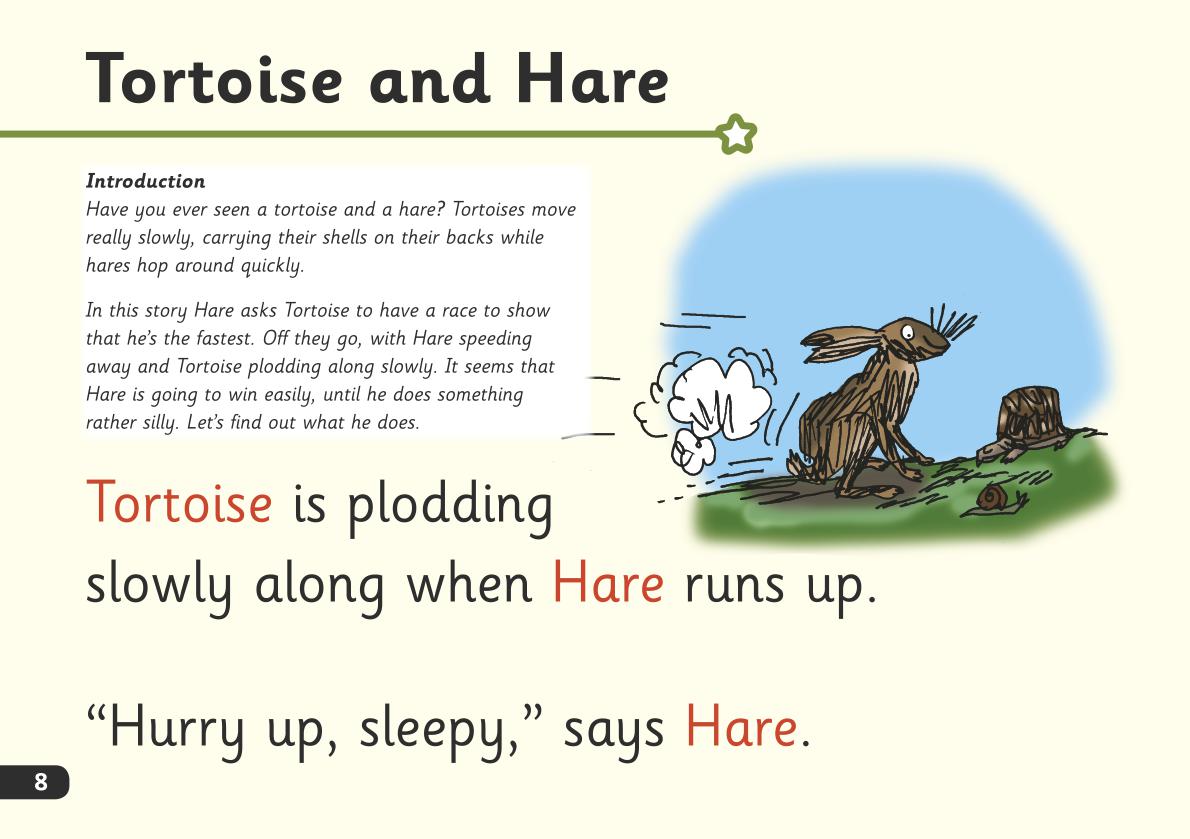 Tortoise and Hare
Introduction
Have you ever seen a tortoise and a hare? Tortoises move
really slowly, carrying their shells on their backs while
hares hop around quickly.
In this story Hare asks Tortoise to have a race to show
that he’s the fastest. Off they go, with Hare speeding
away and Tortoise plodding along slowly. It seems that
Hare is going to win easily, until he does something
rather silly. Let’s find out what he does.
Tortoise is plodding
slowly along when Hare runs up.
“Hurry up, sleepy,” says Hare.
8